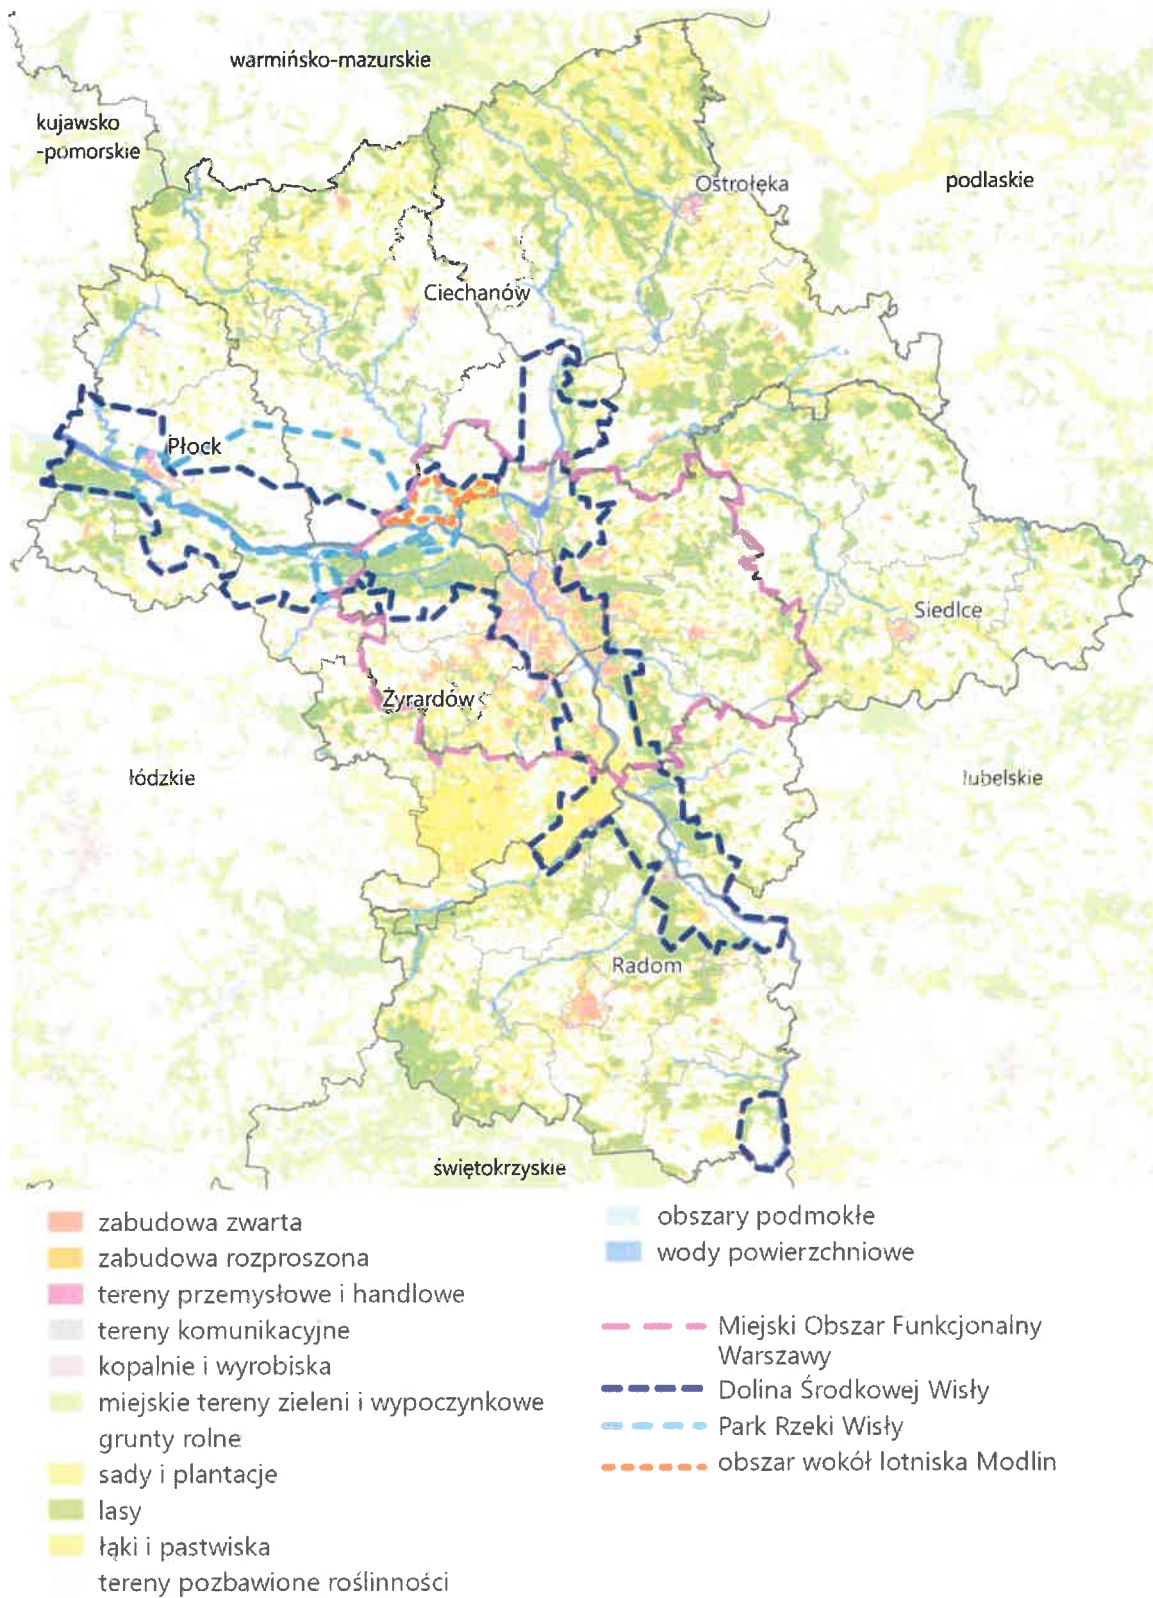 warmińsko-mazurskie
kujawsko
-pomorskie
Ostrołęka
podlaskie
Ciechanów
Płock
Siedlce
Żyrardów
łódzkie
lubelskie
Radom
świętokrzyskie
zabudowa zwarta
zabudowa rozproszona
tereny przemysłowe i handlowe
tereny komunikacyjne
kopalnie i wyrobiska
miejskie tereny zieleni i wypoczynkowe
grunty rolne
sady i plantacje
lasy
łąki i pastwiska
tereny pozbawione roślinności
obszary podmokłe
wody powierzchniowe
Miejski Obszar Funkcjonalny
Warszawy
Dolina Środkowej Wisły
Park Rzeki Wisły
obszar wokół lotniska Modlin